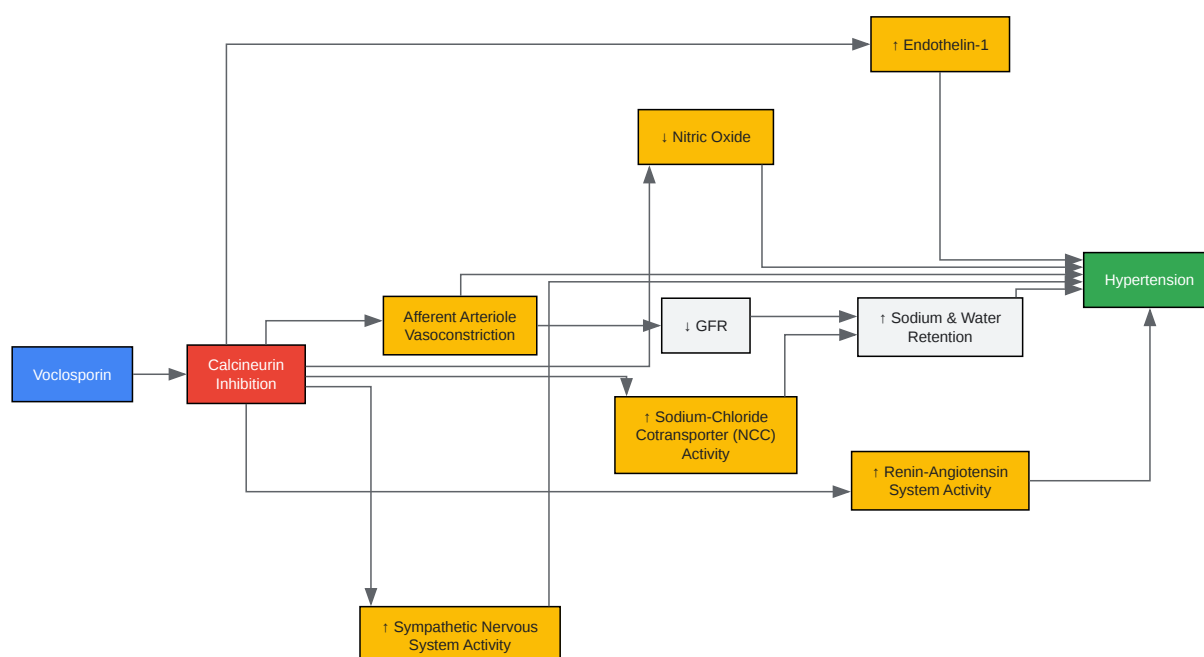 ↑ Endothelin-1
↓ Nitric Oxide
Hypertension
Afferent Arteriole
Vasoconstriction
↓ GFR
↑ Sodium & Water
Retention
Voclosporin
Calcineurin
Inhibition
↑ Sodium-Chloride
Cotransporter (NCC)
Activity
↑ Renin-Angiotensin
System Activity
↑ Sympathetic Nervous
System Activity